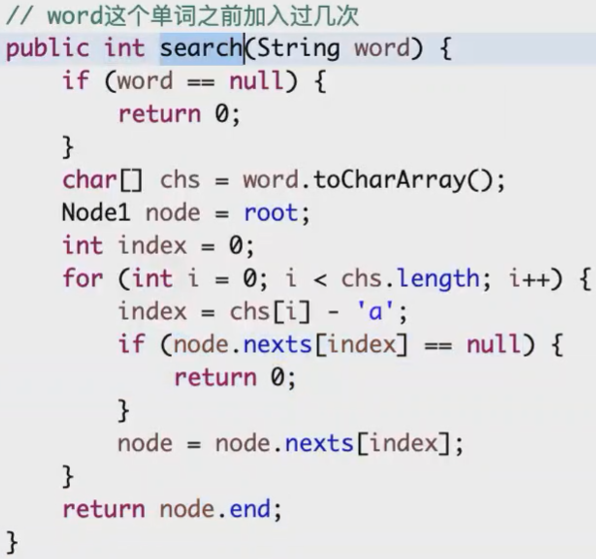 // word这个单词之前加入过几次
public int search(String word) {
    if (word == null) {
        return 0;
    }
    char[] chs = word.toCharArray();
    Node1 node = root;
    int index = 0;
    for (int i = 0; i < chs.length; i++) {
        index = chs[i] - 'a';
        if (node.nexts[index] == null) {
            return 0;
        }
        node = node.nexts[index];
    }
    return node.end;
}